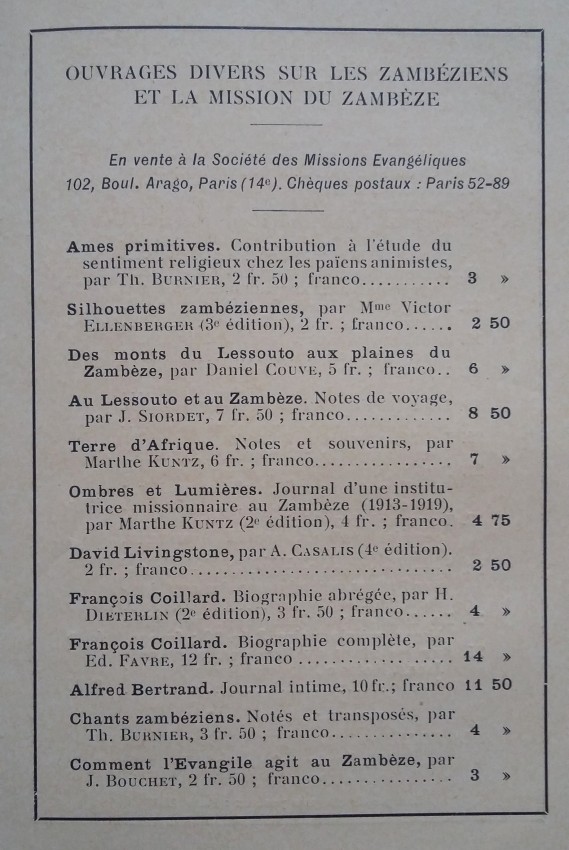 OUVRAGES DIVERS SUR LES ZAMBÉZIENS
ET LA MISSION DU ZAMBÈZE
En vente à la Société des Missions Evangéliques
102, Boul. Arago, Paris (14e). Chèques postaux : Paris 52-89
Ames primitives. Contribution à l'étude du
sentiment religieux chez les païens animistes,
par Th. BURNIER, 2 fr. 50 ; franco........... 3 »
Silhouettes zambéziennes, par Mme Victor
ELLENBERGER (3e édition), 2 fr. ; franco...... 2 50
Des monts du Lessouto aux plaines du
Zambèze, par Daniel COUVE, 5 fr. ; franco.. 6 »
Au Lessouto et au Zambèze. Notes de voyage,
par J. SIORDET, 7 fr. 50 ; franco............. 8 50
Terre d'Afrique. Notes et souvenirs, par
Marthe KUNTZ, 6 fr. ; franco................. 7 »
Ombres et Lumières. Journal d'une institu-
trice missionnaire au Zambèze (1913-1919),
par Marthe KUNTZ (2e édition), 4 fr. ; franco. 4 75
David Livingstone, par A. CASALIS (4e édition).
2 fr. ; franco................................. 2 50
François Coillard. Biographie abrégée, par H.
DIETERLIN (2e édition), 3 fr. 50 ; franco...... 4 »
François Coillard. Biographie complète, par
Ed. FAVRE, 12 fr. ; franco .................. 14 »
Alfred Bertrand. Journal intime, 10 fr.; franco 11 50
Chants zambéziens. Notés et transposés, par
Th. BURNIER, 3 fr. 50 ; franco............... 4 »
Comment l'Evangile agit au Zambèze, par
J. BOUCHET, 2 fr. 50 ; franco................ 3 »